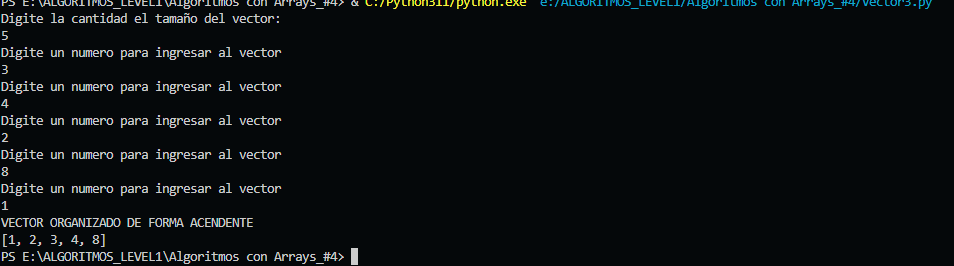 PS E:\ALGORITMOS_LEVEL1\Algoritmos con Arrays_#4> & C:/Python311/python.exe "e:/ALGORITMOS_LEVEL1/Algoritmos con Arrays_#4/Vector3.py"
Digite la cantidad el tamaño del vector:
5
Digite un numero para ingresar al vector
3
Digite un numero para ingresar al vector
4
Digite un numero para ingresar al vector
2
Digite un numero para ingresar al vector
8
Digite un numero para ingresar al vector
1
VECTOR ORGANIZADO DE FORMA ACENDENTE
[1, 2, 3, 4, 8]
PS E:\ALGORITMOS_LEVEL1\Algoritmos con Arrays_#4>